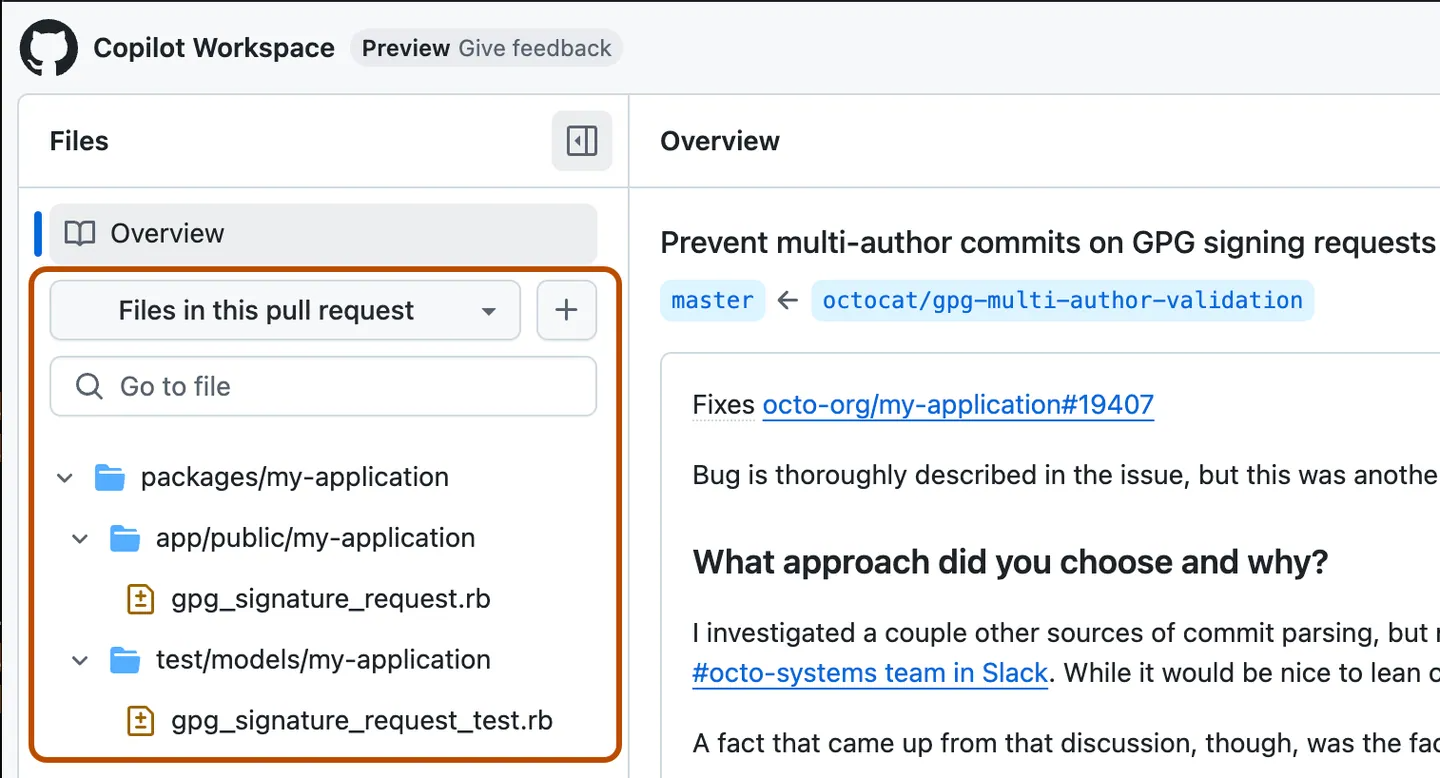 Copilot Workspace Preview Give feedback
Files
Overview
Files in this pull request
Go to file
packages/my-application
app/public/my-application
gpg_signature_request.rb
test/models/my-application
gpg_signature_request_test.rb
Overview
Prevent multi-author commits on GPG signing requests
master ← octocat/gpg-multi-author-validation
Fixes octo-org/my-application#19407
Bug is thoroughly described in the issue, but this was anothe
What approach did you choose and why?
I investigated a couple other sources of commit parsing, but
#octo-systems team in Slack. While it would be nice to lean
A fact that came up from that discussion, though, was the fac